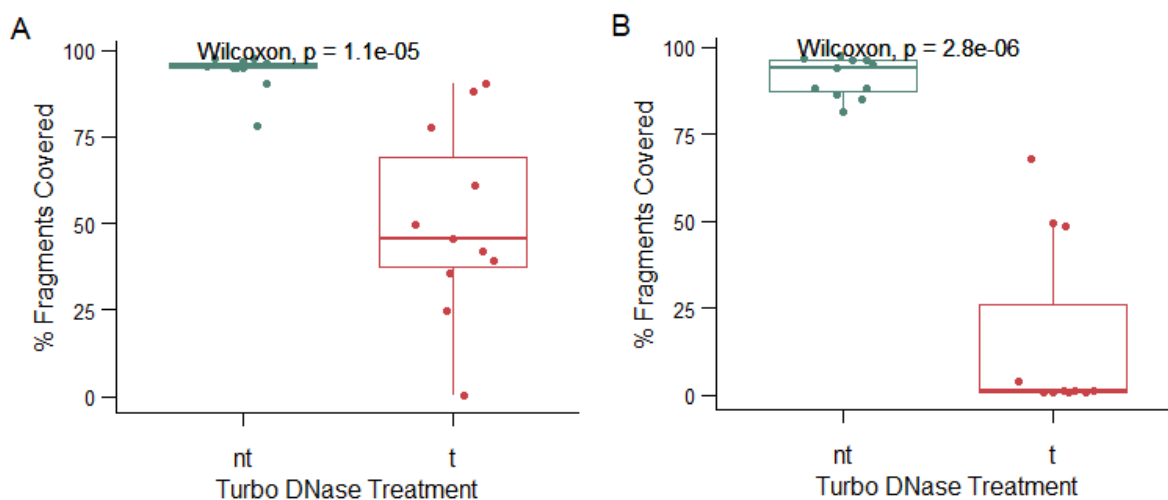 A
Wilcoxon, p = 1.1e-05
% Fragments Covered
100
75
50
25
0
nt
t
Turbo DNase Treatment
B
Wilcoxon, p = 2.8e-06
% Fragments Covered
100
75
50
25
0
nt
t
Turbo DNase Treatment